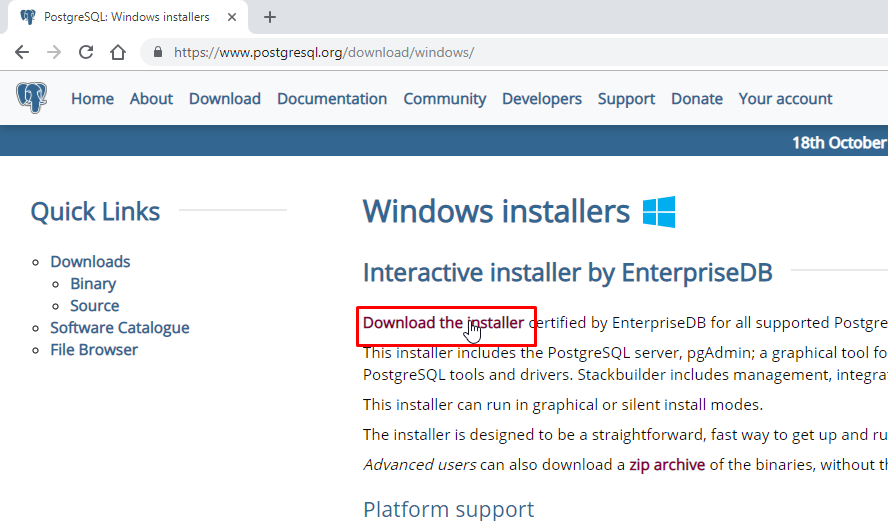 PostgreSQL: Windows installers
https://www.postgresql.org/download/windows/
Home About Download Documentation Community Developers Support Donate Your account
18th October
Quick Links
Downloads
Binary
Source
Software Catalogue
File Browser
Windows installers
Interactive installer by EnterpriseDB
Download the installer certified by EnterpriseDB for all supported Postgre
This installer includes the PostgreSQL server, pgAdmin; a graphical tool fo
PostgreSQL tools and drivers. Stackbuilder includes management, integra
This installer can run in graphical or silent install modes.
The installer is designed to be a straightforward, fast way to get up and ru
Advanced users can also download a zip archive of the binaries, without th
Platform support